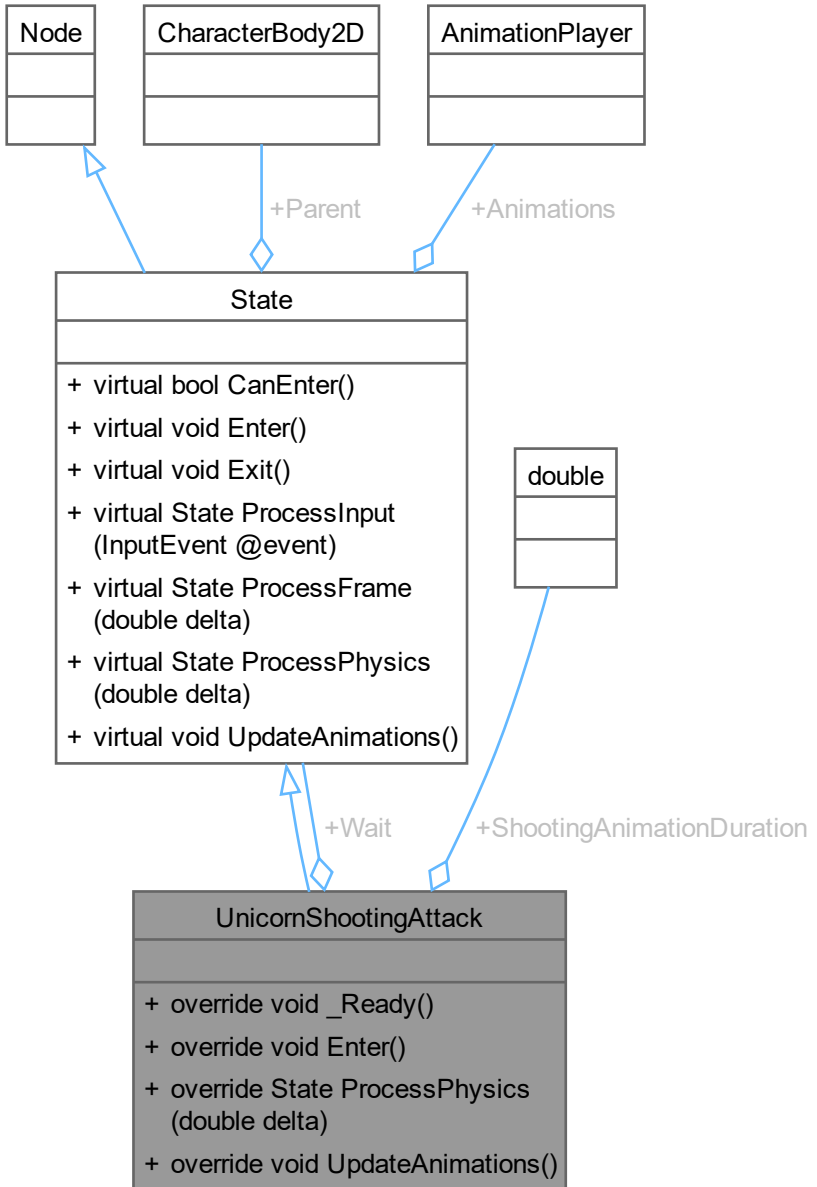 Node
CharacterBody2D
AnimationPlayer
+Parent
+Animations
State
+ virtual bool CanEnter()
+ virtual void Enter()
+ virtual void Exit()
+ virtual State ProcessInput
(InputEvent @event)
+ virtual State ProcessFrame
(double delta)
+ virtual State ProcessPhysics
(double delta)
+ virtual void UpdateAnimations()
double
+Wait
+ShootingAnimationDuration
UnicornShootingAttack
+ override void _Ready()
+ override void Enter()
+ override State ProcessPhysics
(double delta)
+ override void UpdateAnimations()